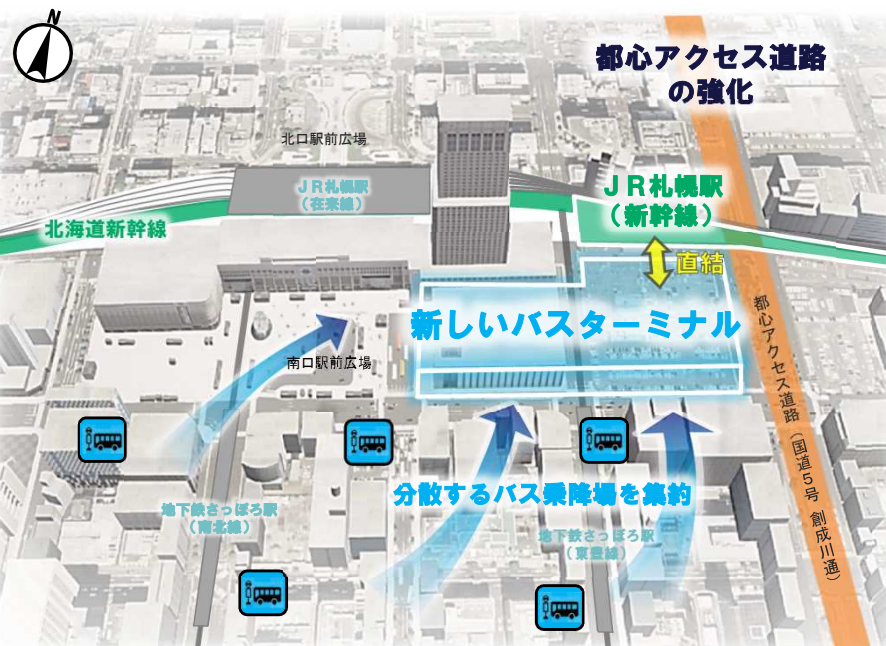 N
都心アクセス道路
の強化
北口駅前広場
JR札幌駅
（在来線）
JR札幌駅
（新幹線）
北海道新幹線
直結
新しいバスターミナル
南口駅前広場
都心アクセス道路（国道5号 創成川通）
分散するバス乗降場を集約
地下鉄さっぽろ駅
（南北線）
地下鉄さっぽろ駅
（東豊線）